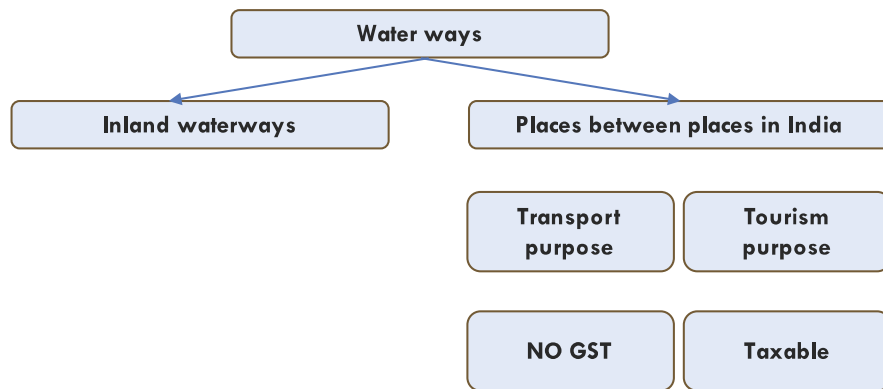 Water ways
Inland waterways
Places between places in India
Transport
purpose
Tourism
purpose
NO GST
Taxable